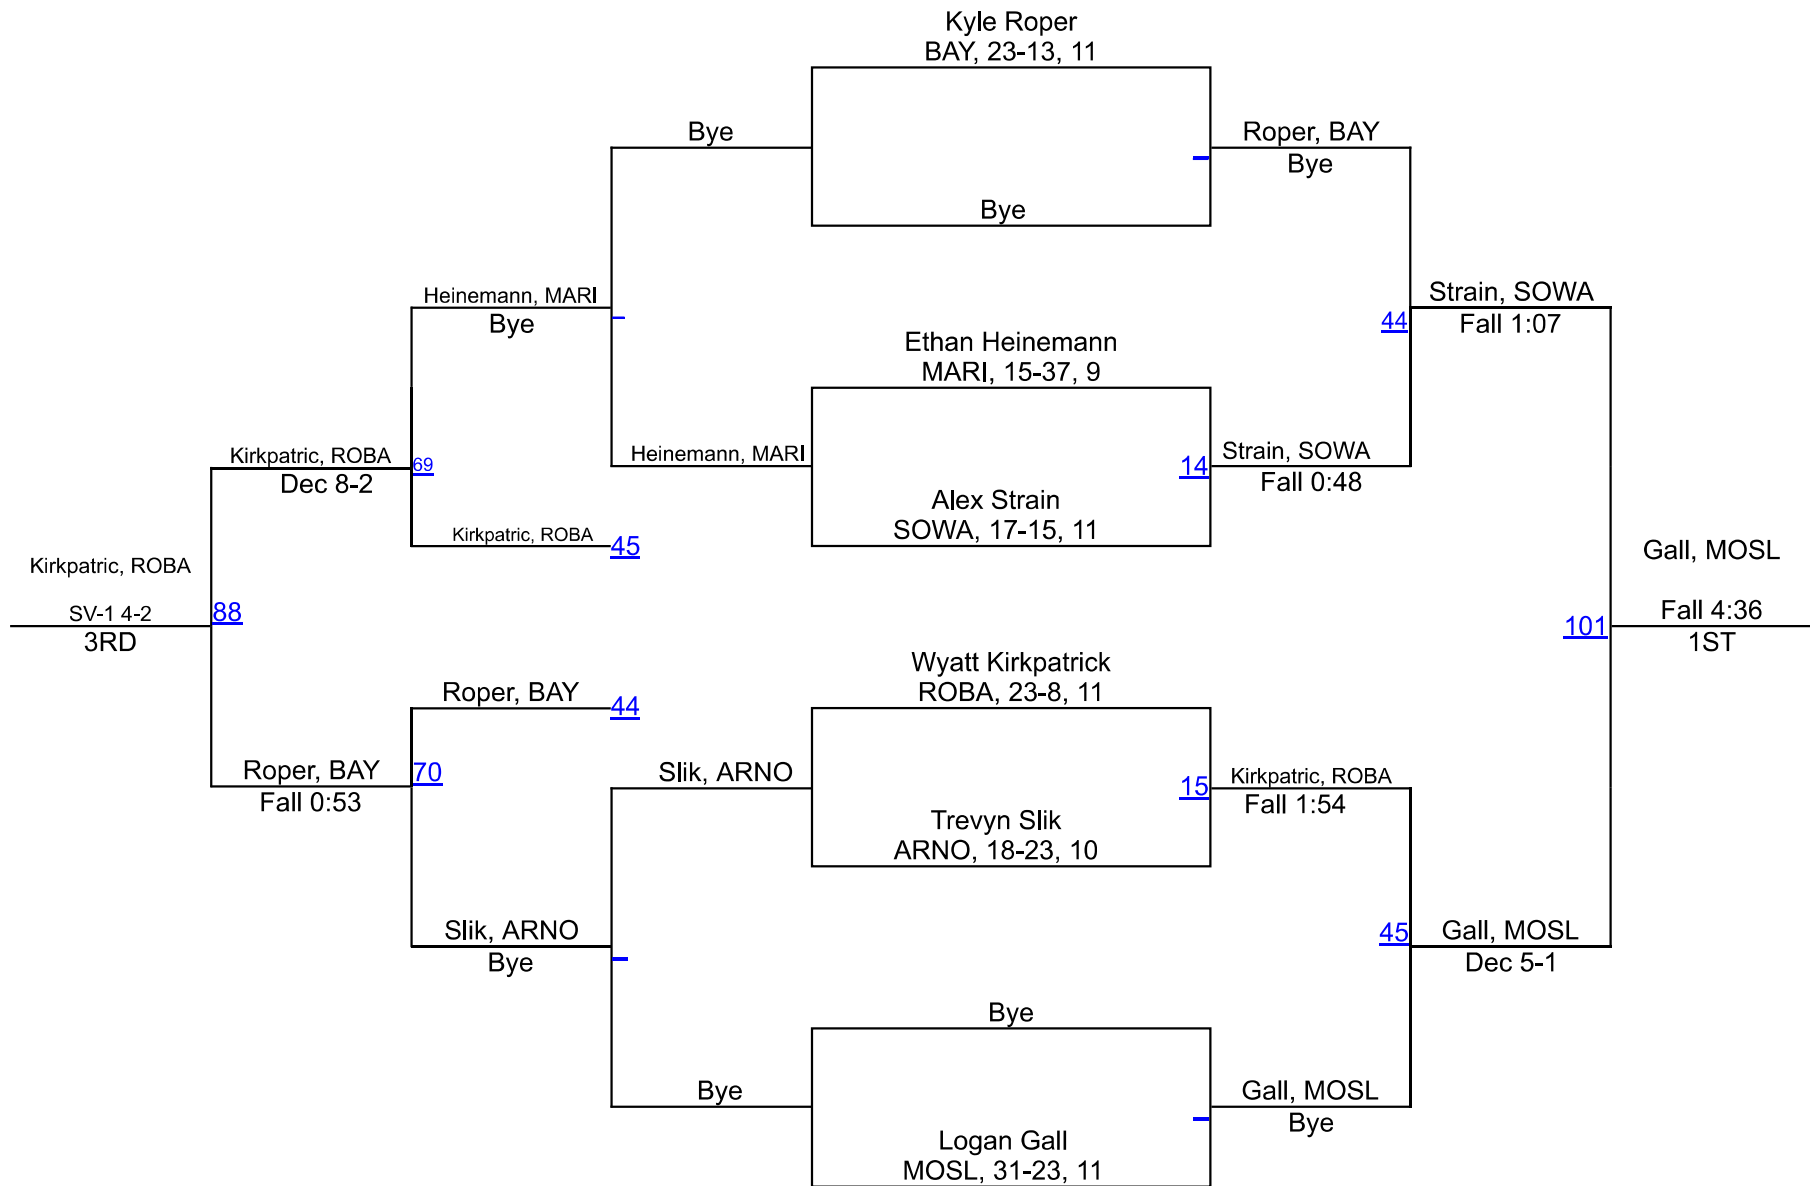 Kyle Roper
BAY, 23-13, 11
Bye
Roper, BAY
Bye
Bye
Heinemann, MARI
Bye
Strain, SOWA
Fall 1:07
44
Ethan Heinemann
MARI, 15-37, 9
Kirkpatric, ROBA
Dec 8-2
69
Heinemann, MARI
14
Strain, SOWA
Fall 0:48
Alex Strain
SOWA, 17-15, 11
Kirkpatric, ROBA
45
Kirkpatric, ROBA
SV-1 4-2
3RD
88
Gall, MOSL
Fall 4:36
1ST
101
Wyatt Kirkpatrick
ROBA, 23-8, 11
Roper, BAY
44
Roper, BAY
Fall 0:53
70
Slik, ARNO
15
Kirkpatric, ROBA
Fall 1:54
Trevyn Slik
ARNO, 18-23, 10
Slik, ARNO
Bye
45
Gall, MOSL
Dec 5-1
Bye
Bye
Gall, MOSL
Bye
Logan Gall
MOSL, 31-23, 11